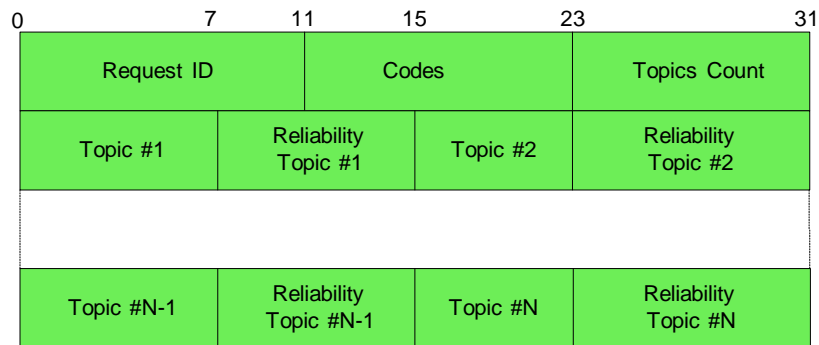 0 7 11 15 23 31
Request ID Codes Topics Count
Topic #1 Reliability Topic #1 Topic #2 Reliability Topic #2
Topic #N-1 Reliability Topic #N-1 Topic #N Reliability Topic #N